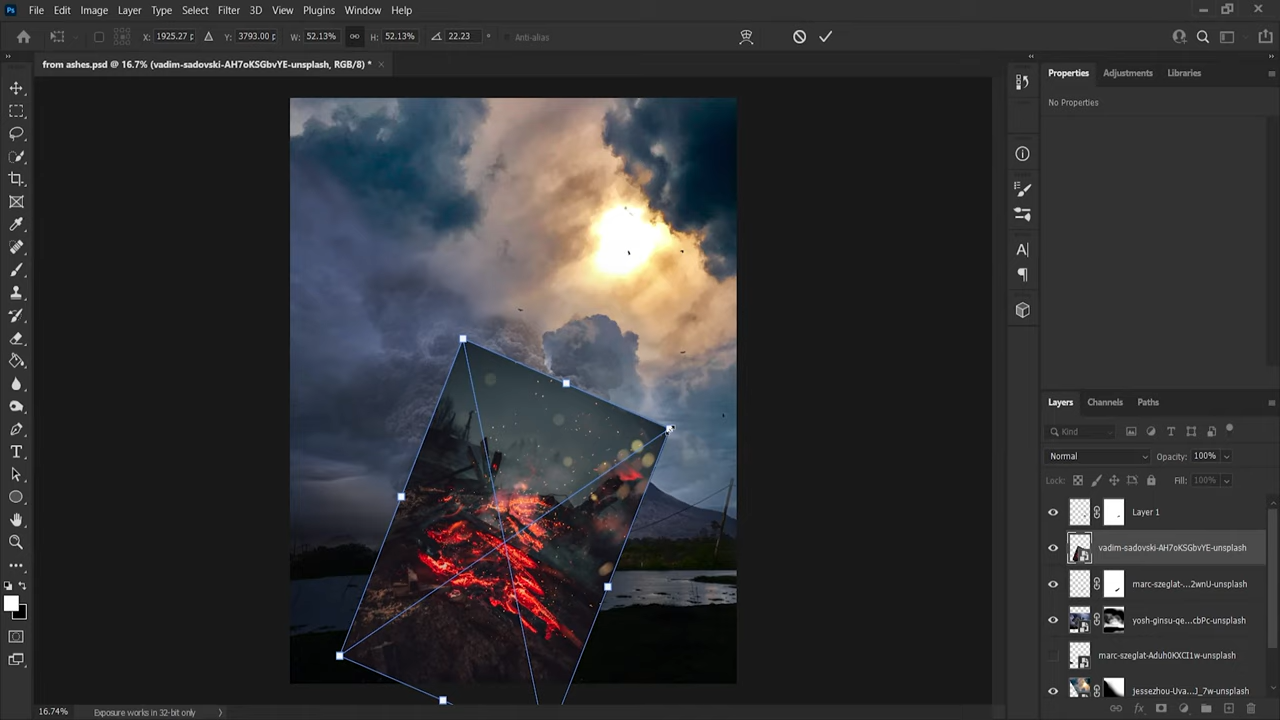 Ps File Edit Image Layer Type Select Filter 3D View Plugins Window Help
X: 1925.27 p Y: 3793.00 p W: 52.13% H: 52.13% 22.23 ° Anti-alias
from ashes.psd @ 16.7% (vadim-sadovski-AH7oKSGbvYE-unsplash, RGB/8) *
Properties Adjustments Libraries
No Properties
Layers Channels Paths
Kind
Normal Opacity: 100%
Lock: Fill: 100%
Layer 1
vadim-sadovski-AH7oKSGbvYE-unsplash
marc-szeglat-...2wnU-unsplash
yosh-ginsu-qe...cbPc-unsplash
marc-szeglat-Aduh0KXCI1w-unsplash
jessezhou-Uva...J_7w-unsplash
16.74% Exposure works in 32-bit only